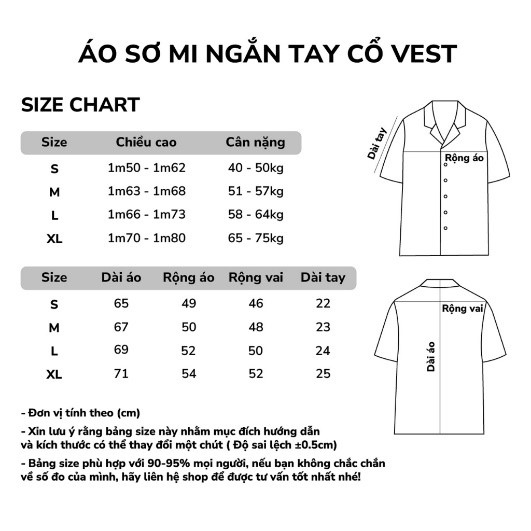 ÁO SƠ MI NGẮN TAY CỔ VEST
SIZE CHART
Size Chiều cao Cân nặng
S 1m50 - 1m62 40 - 50kg
M 1m63 - 1m68 51 - 57kg
L 1m66 - 1m73 58 - 64kg
XL 1m70 - 1m80 65 - 75kg
Dài tay
Rộng áo
Size Dài áo Rộng áo Rộng vai Dài tay
S 65 49 46 22
M 67 50 48 23
L 69 52 50 24
XL 71 54 52 25
Rộng vai
Dài áo
- Đơn vị tính theo (cm)
- Xin lưu ý rằng bảng size này nhằm mục đích hướng dẫn
và kích thước có thể thay đổi một chút ( Độ sai lệch ±0.5cm)
- Bảng size phù hợp với 90-95% mọi người, nếu bạn không chắc chắn
về số đo của mình, hãy liên hệ shop để được tư vấn tốt nhất nhé!